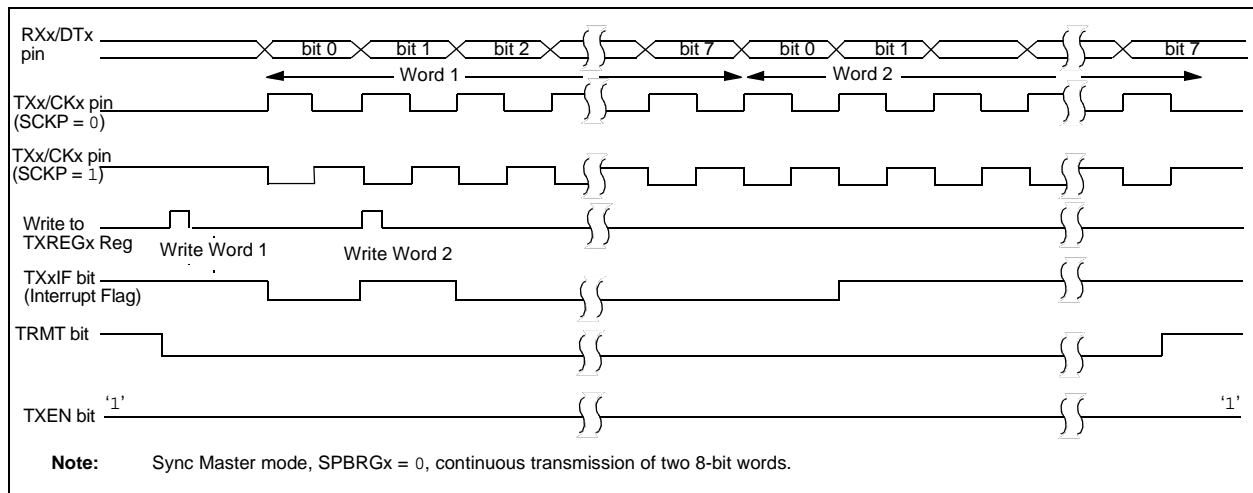 RXx/DTx
pin
bit 0 bit 1 bit 2 bit 7 bit 0 bit 1 bit 7
Word 1 Word 2
TXx/CKx pin
(SCKP = 0)
TXx/CKx pin
(SCKP = 1)
Write to
TXREGx Reg
Write Word 1 Write Word 2
TXxIF bit
(Interrupt Flag)
TRMT bit
TXEN bit ‘1’ ‘1’
Note: Sync Master mode, SPBRGx = 0, continuous transmission of two 8-bit words.